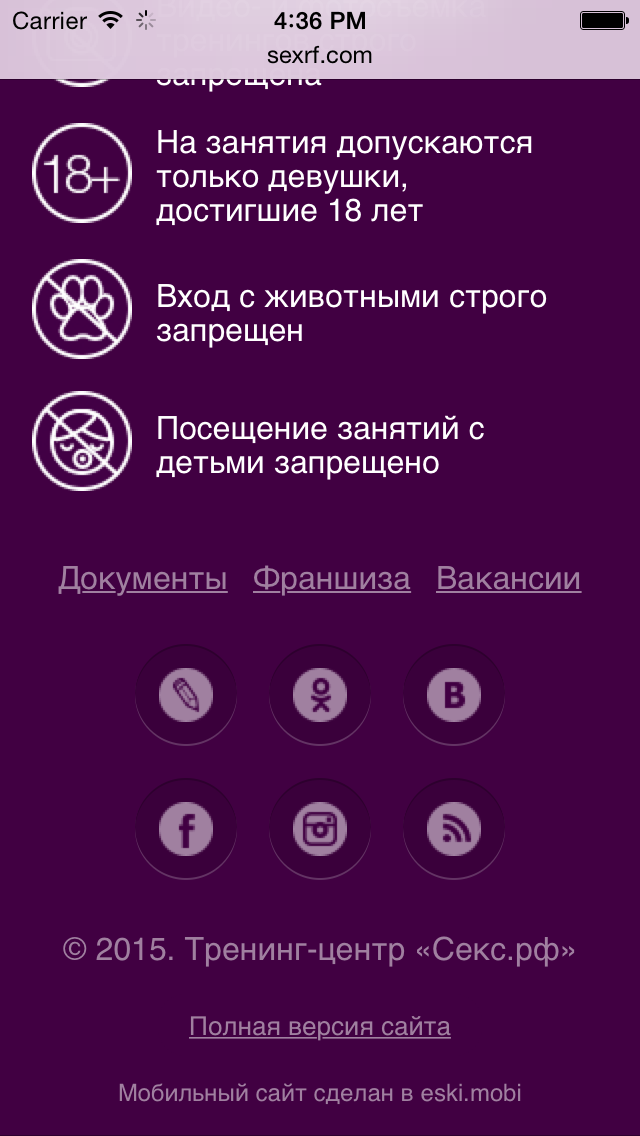 Carrier
4:36 PM
sexrf.com
запрещена
18+
На занятия допускаются
только девушки,
достигшие 18 лет
Вход с животными строго
запрещен
Посещение занятий с
детьми запрещено
Документы Франшиза Вакансии
В
f
© 2015. Тренинг-центр «Секс.рф»
Полная версия сайта
Мобильный сайт сделан в eski.mobi